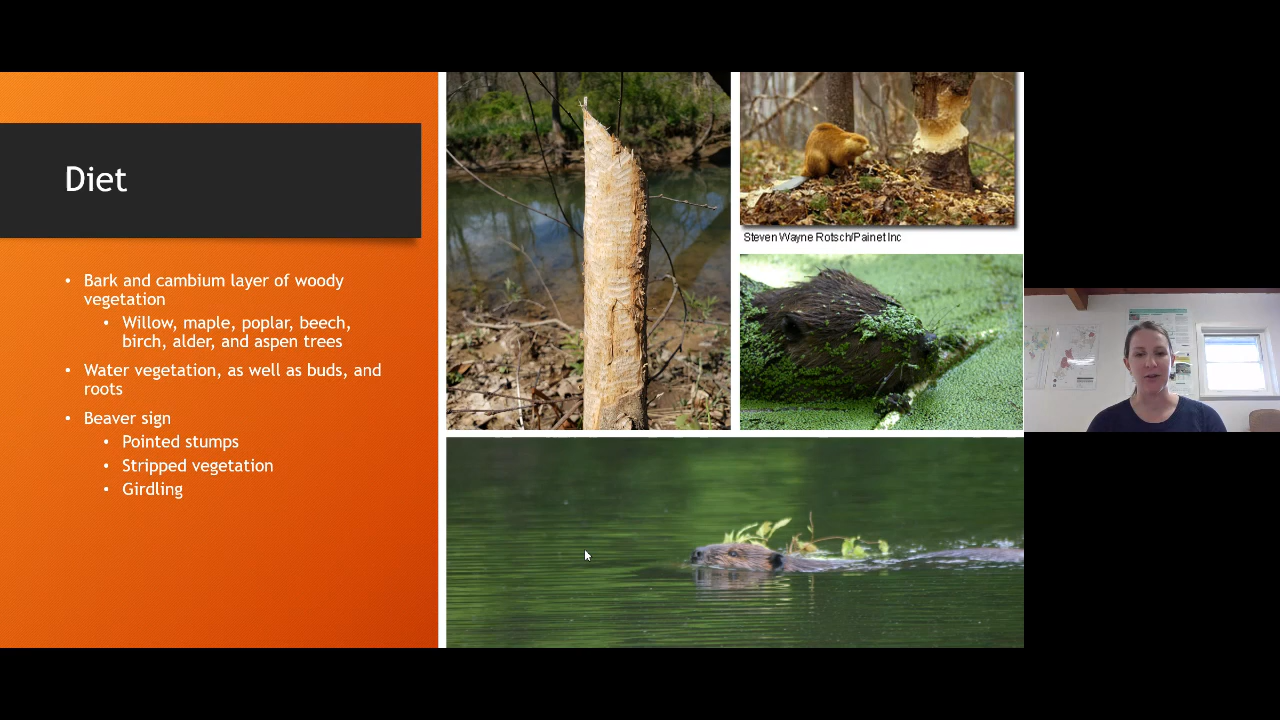 Diet
• Bark and cambium layer of woody
vegetation
• Willow, maple, poplar, beech,
birch, alder, and aspen trees
• Water vegetation, as well as buds, and
roots
• Beaver sign
• Pointed stumps
• Stripped vegetation
• Girdling
Steven Wayne Rotsch/Painet Inc